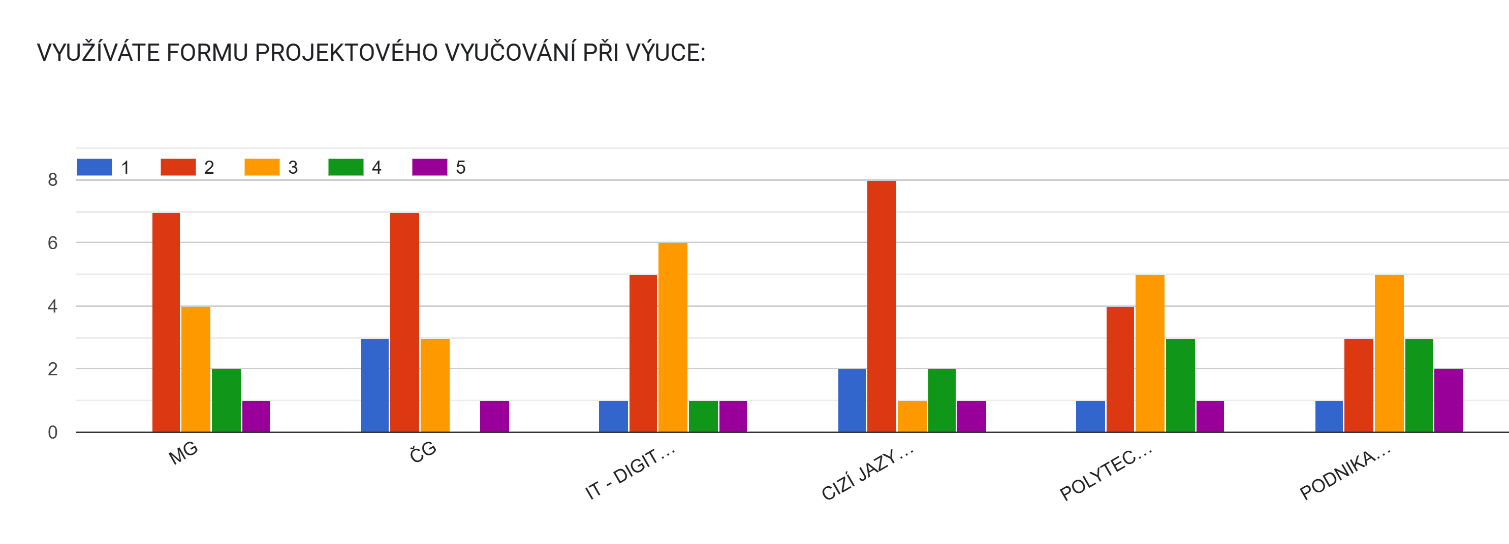 VYUŽÍVÁTE FORMU PROJEKTOVÉHO VYUČOVÁNÍ PŘI VÝUCE:
1 2 3 4 5
8
6
4
2
0
MG ČG IT - DIGIT... CIZÍ JAZY... POLYTEC... PODNIKA...